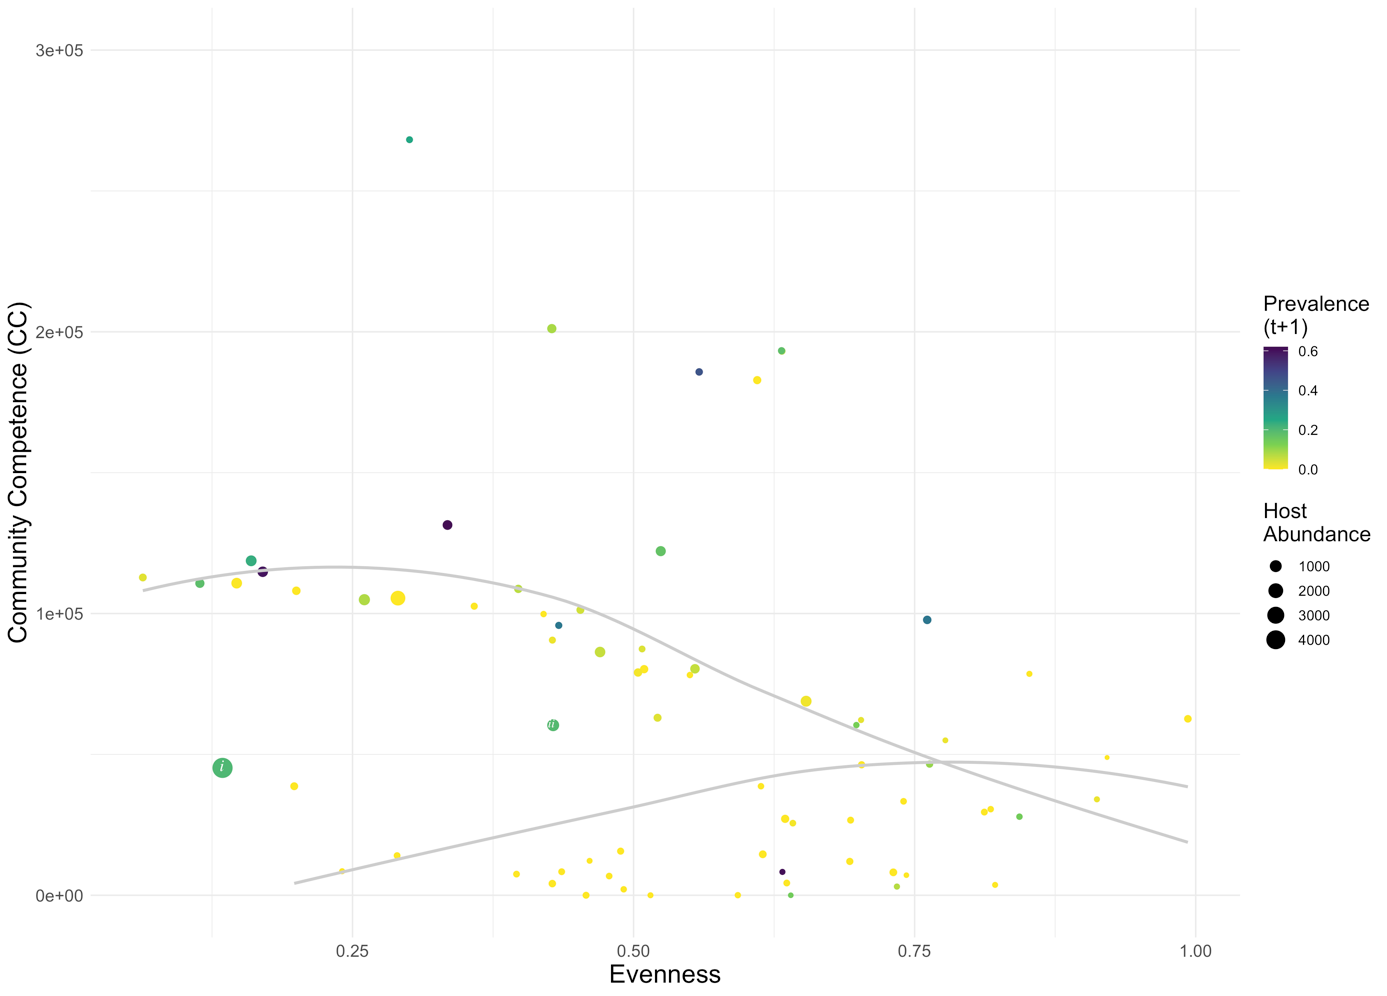 3e+05
2e+05
1e+05
0e+00
Community Competence (CC)
0.25
0.50
0.75
1.00
Evenness
i
ii
Prevalence
(t+1)
0.6
0.4
0.2
0.0
Host
Abundance
1000
2000
3000
4000